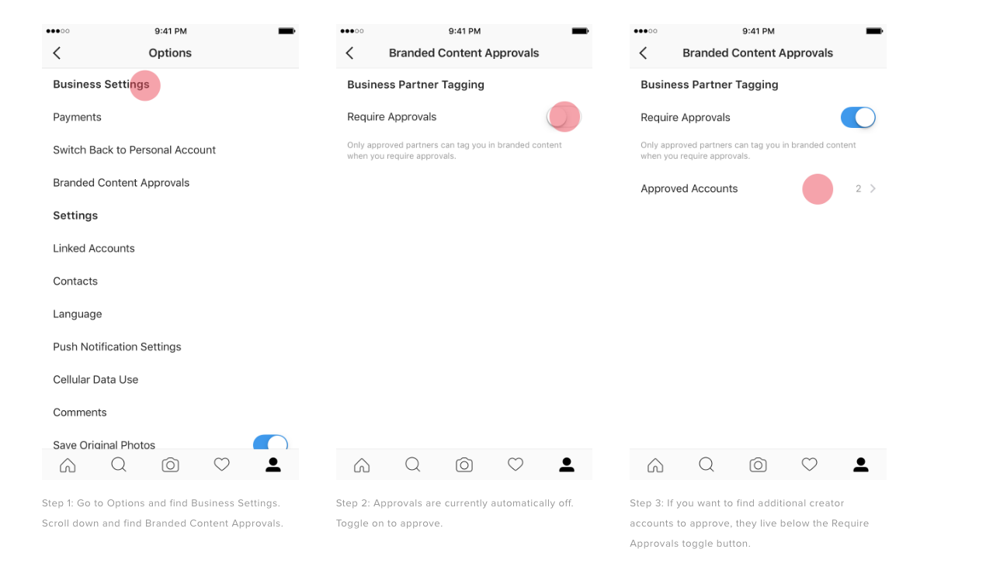 9:41 PM
Options
Business Settings
Payments
Switch Back to Personal Account
Branded Content Approvals
Settings
Linked Accounts
Contacts
Language
Push Notification Settings
Cellular Data Use
Comments
Save Original Photos
Step 1: Go to Options and find Business Settings.
Scroll down and find Branded Content Approvals.
9:41 PM
Branded Content Approvals
Business Partner Tagging
Require Approvals
Only approved partners can tag you in branded content
when you require approvals.
Step 2: Approvals are currently automatically off.
Toggle on to approve.
9:41 PM
Branded Content Approvals
Business Partner Tagging
Require Approvals
Only approved partners can tag you in branded content
when you require approvals.
Approved Accounts 2
Step 3: If you want to find additional creator
accounts to approve, they live below the Require
Approvals toggle button.